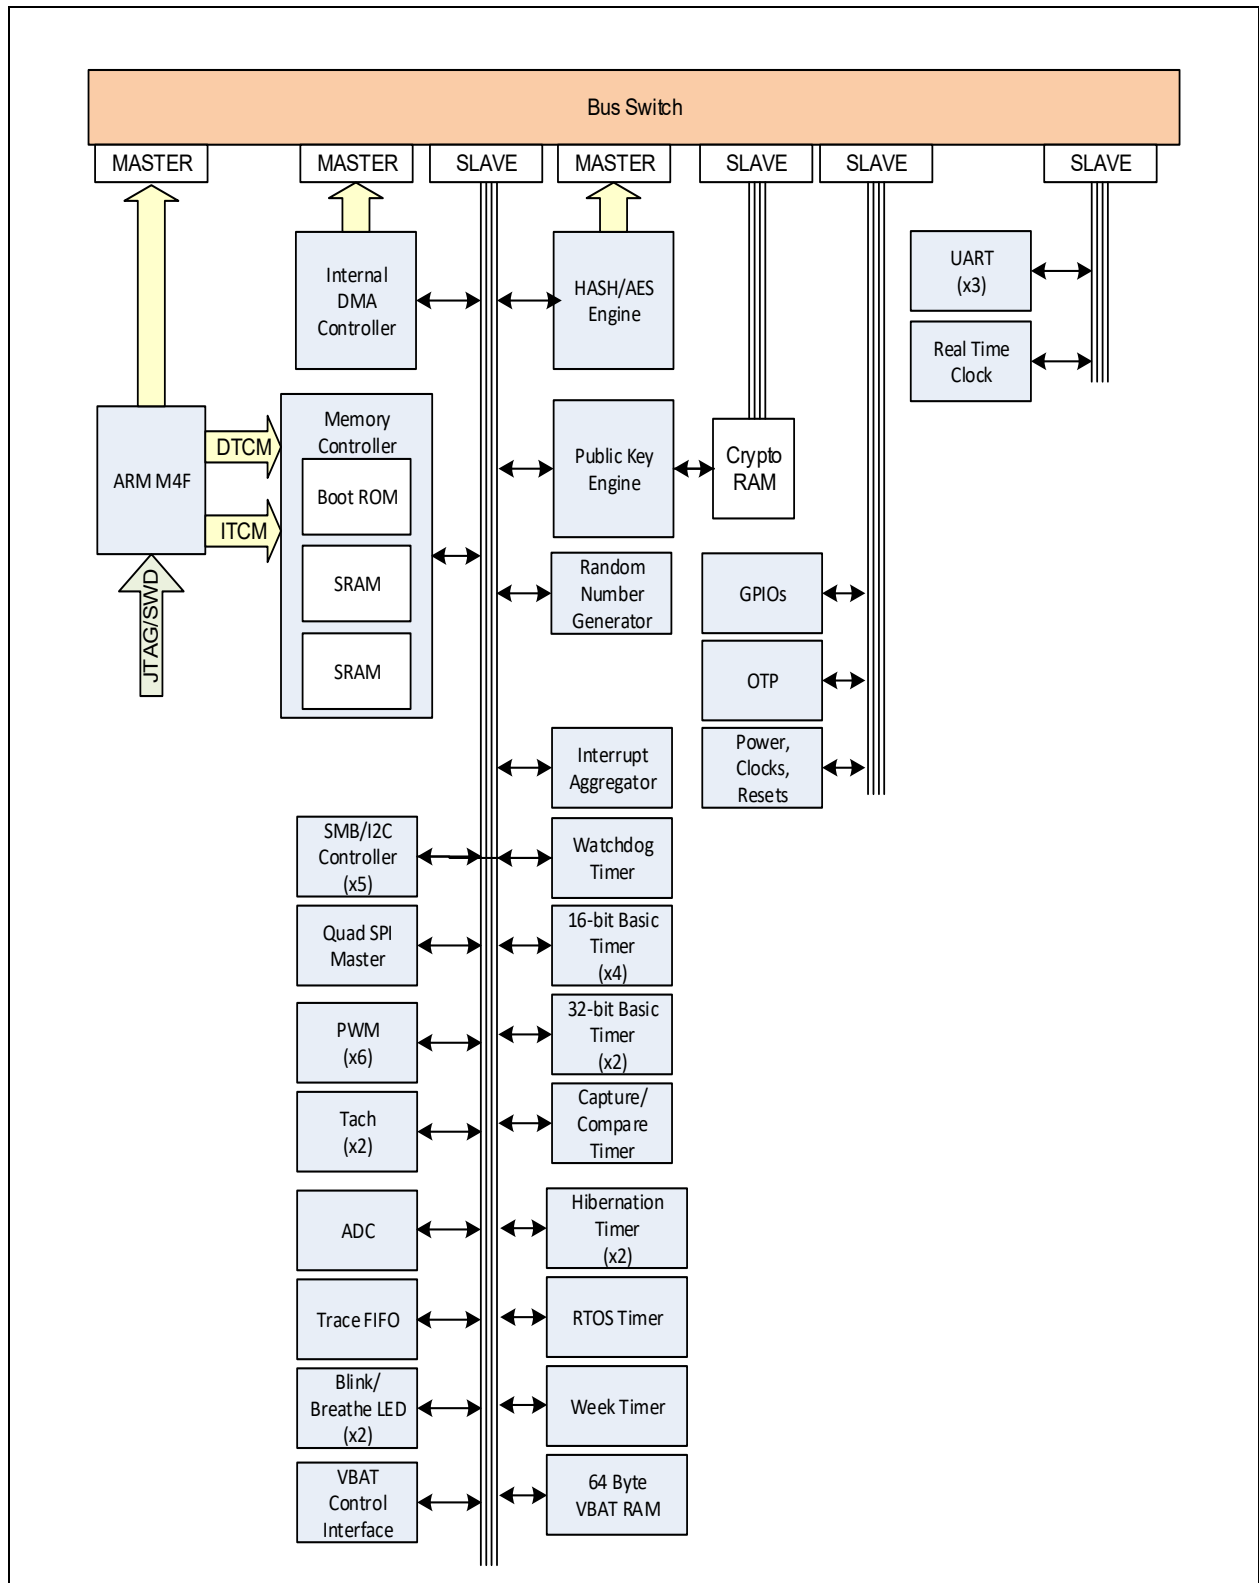 Bus Switch
MASTER
MASTER
SLAVE
MASTER
SLAVE
SLAVE
SLAVE
Internal
DMA
Controller
HASH/AES
Engine
UART
(x3)
Real Time
Clock
ARM M4F
DTCM
ITCM
JTAG/SWD
Memory
Controller
Boot ROM
SRAM
SRAM
Public Key
Engine
Crypto
RAM
Random
Number
Generator
GPIOs
OTP
Interrupt
Aggregator
Power,
Clocks,
Resets
SMB/I2C
Controller
(x5)
Watchdog
Timer
Quad SPI
Master
16-bit Basic
Timer
(x4)
PWM
(x6)
32-bit Basic
Timer
(x2)
Tach
(x2)
Capture/
Compare
Timer
ADC
Hibernation
Timer
(x2)
Trace FIFO
RTOS Timer
Blink/
Breathe LED
(x2)
Week Timer
VBAT
Control
Interface
64 Byte
VBAT RAM